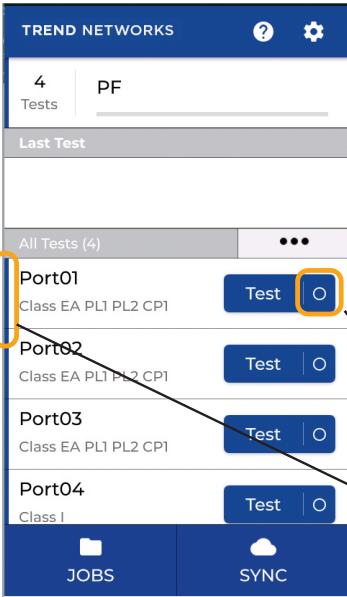 TREND NETWORKS
4
Tests
PF
Last Test
All Tests (4)
Port01
Class EA PL1 PL2 CP1
Test
Port02
Class EA PL1 PL2 CP1
Test
Port03
Class EA PL1 PL2 CP1
Test
Port04
Class I
Test
JOBS
SYNC